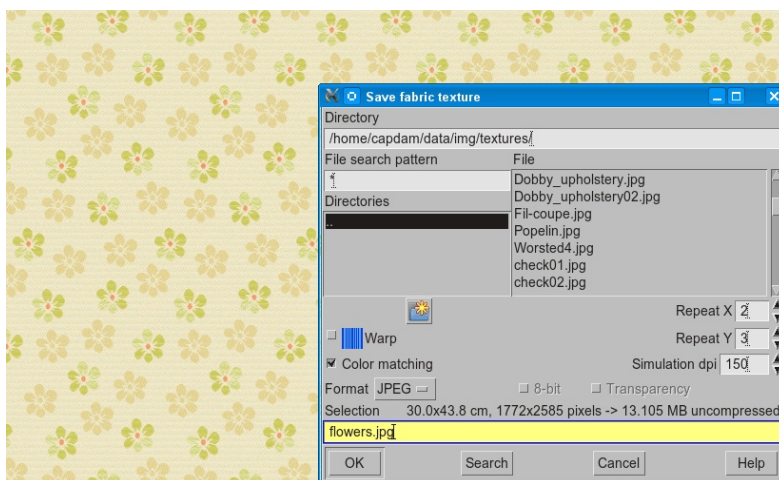 Save fabric texture
Directory
/home/capdam/data/img/textures/
File search pattern File
* Dobby_upholstery.jpg
Directories Dobby_upholstery02.jpg
.. Fil-coupe.jpg
Popelin.jpg
Worsted4.jpg
check01.jpg
check02.jpg
Repeat X 2
Warp Repeat Y 3
Color matching Simulation dpi 150
Format JPEG 8-bit Transparency
Selection 30.0x43.8 cm, 1772x2585 pixels -> 13.105 MB uncompressed
flowers.jpg
OK Search Cancel Help